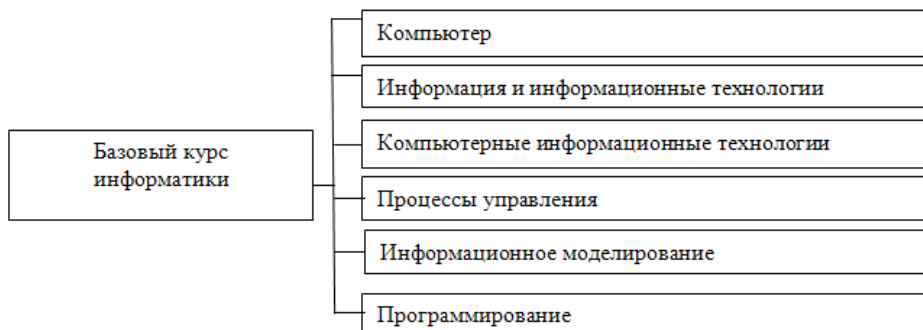 Компьютер
Информация и информационные технологии
Компьютерные информационные технологии
Базовый курс
информатики
Процессы управления
Информационное моделирование
Программирование